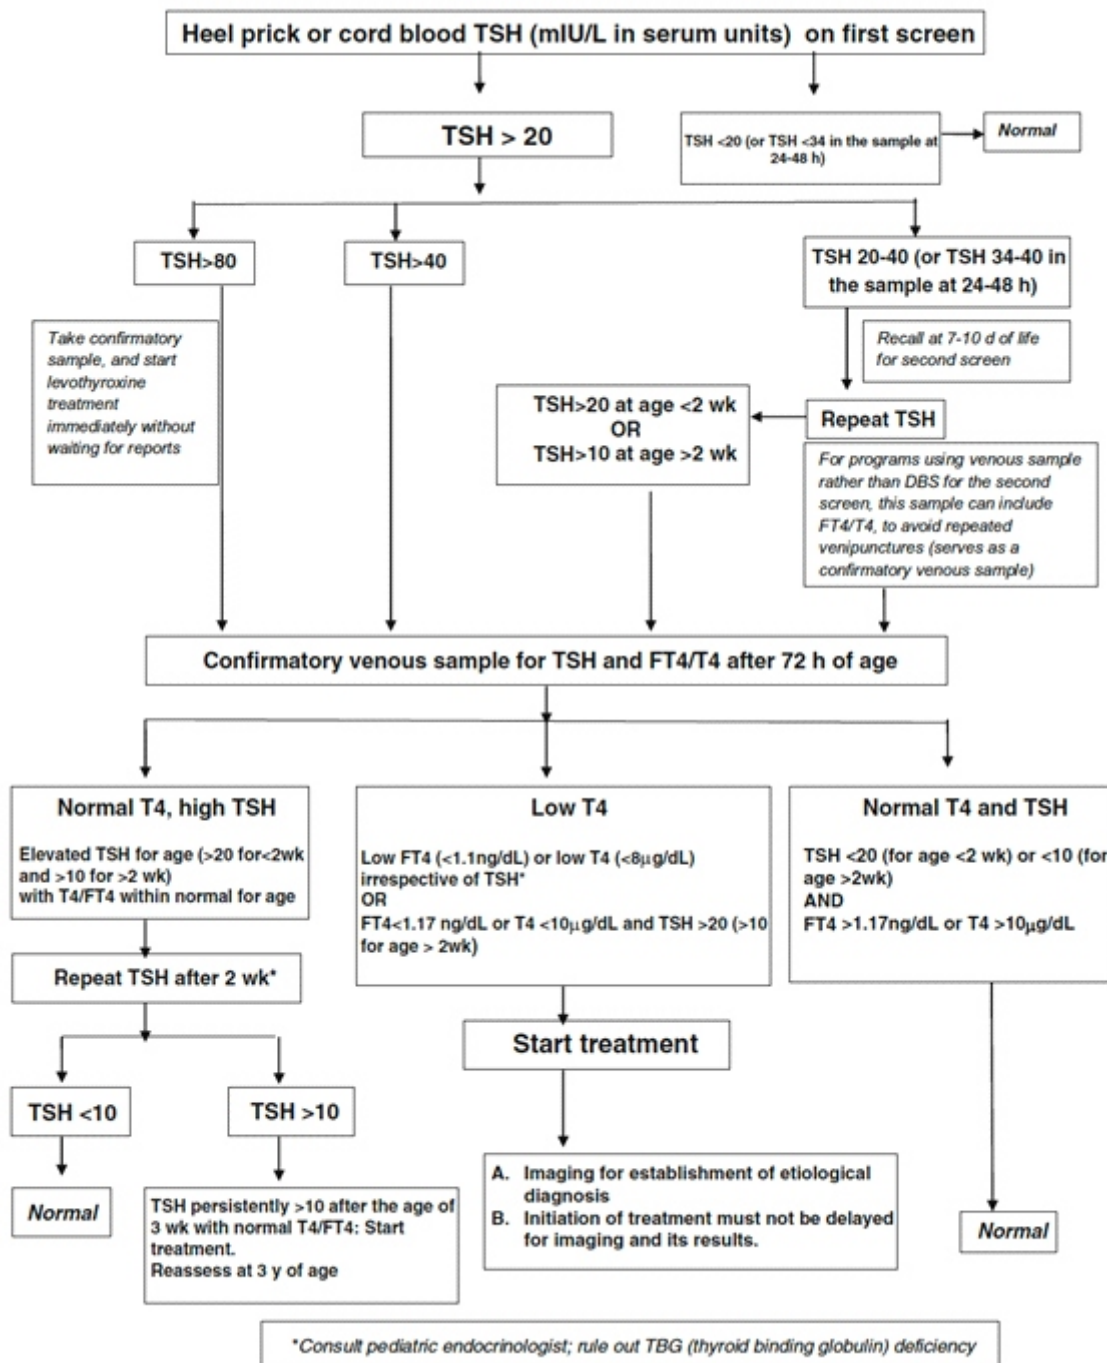 Heel prick or cord blood TSH (mIU/L in serum units) on first screen
TSH > 20
TSH <20 (or TSH <34 in the sample at
24-48 h)
Normal
TSH>80
TSH>40
TSH 20-40 (or TSH 34-40 in
the sample at 24-48 h)
Take confirmatory
sample, and start
levothyroxine
treatment
immediately without
waiting for reports
Recall at 7-10 d of life
for second screen
TSH>20 at age <2 wk
OR
TSH>10 at age >2 wk
Repeat TSH
For programs using venous sample
rather than DBS for the second
screen, this sample can include
FT4/T4, to avoid repeated
venipunctures (serves as a
confirmatory venous sample)
Confirmatory venous sample for TSH and FT4/T4 after 72 h of age
Normal T4, high TSH
Elevated TSH for age (>20 for<2wk
and >10 for >2 wk)
with T4/FT4 within normal for age
Low T4
Low FT4 (<1.1ng/dL) or low T4 (<8μg/dL)
irrespective of TSH*
OR
FT4<1.17 ng/dL or T4 <10μg/dL and TSH >20 (>10
for age > 2wk)
Normal T4 and TSH
TSH <20 (for age <2 wk) or <10 (for
age >2wk)
AND
FT4 >1.17ng/dL or T4 >10μg/dL
Repeat TSH after 2 wk*
Start treatment
TSH <10
TSH >10
Normal
TSH persistently >10 after the age of
3 wk with normal T4/FT4: Start
treatment.
Reassess at 3 y of age
A. Imaging for establishment of etiological
diagnosis
B. Initiation of treatment must not be delayed
for imaging and its results.
Normal
*Consult pediatric endocrinologist; rule out TBG (thyroid binding globulin) deficiency